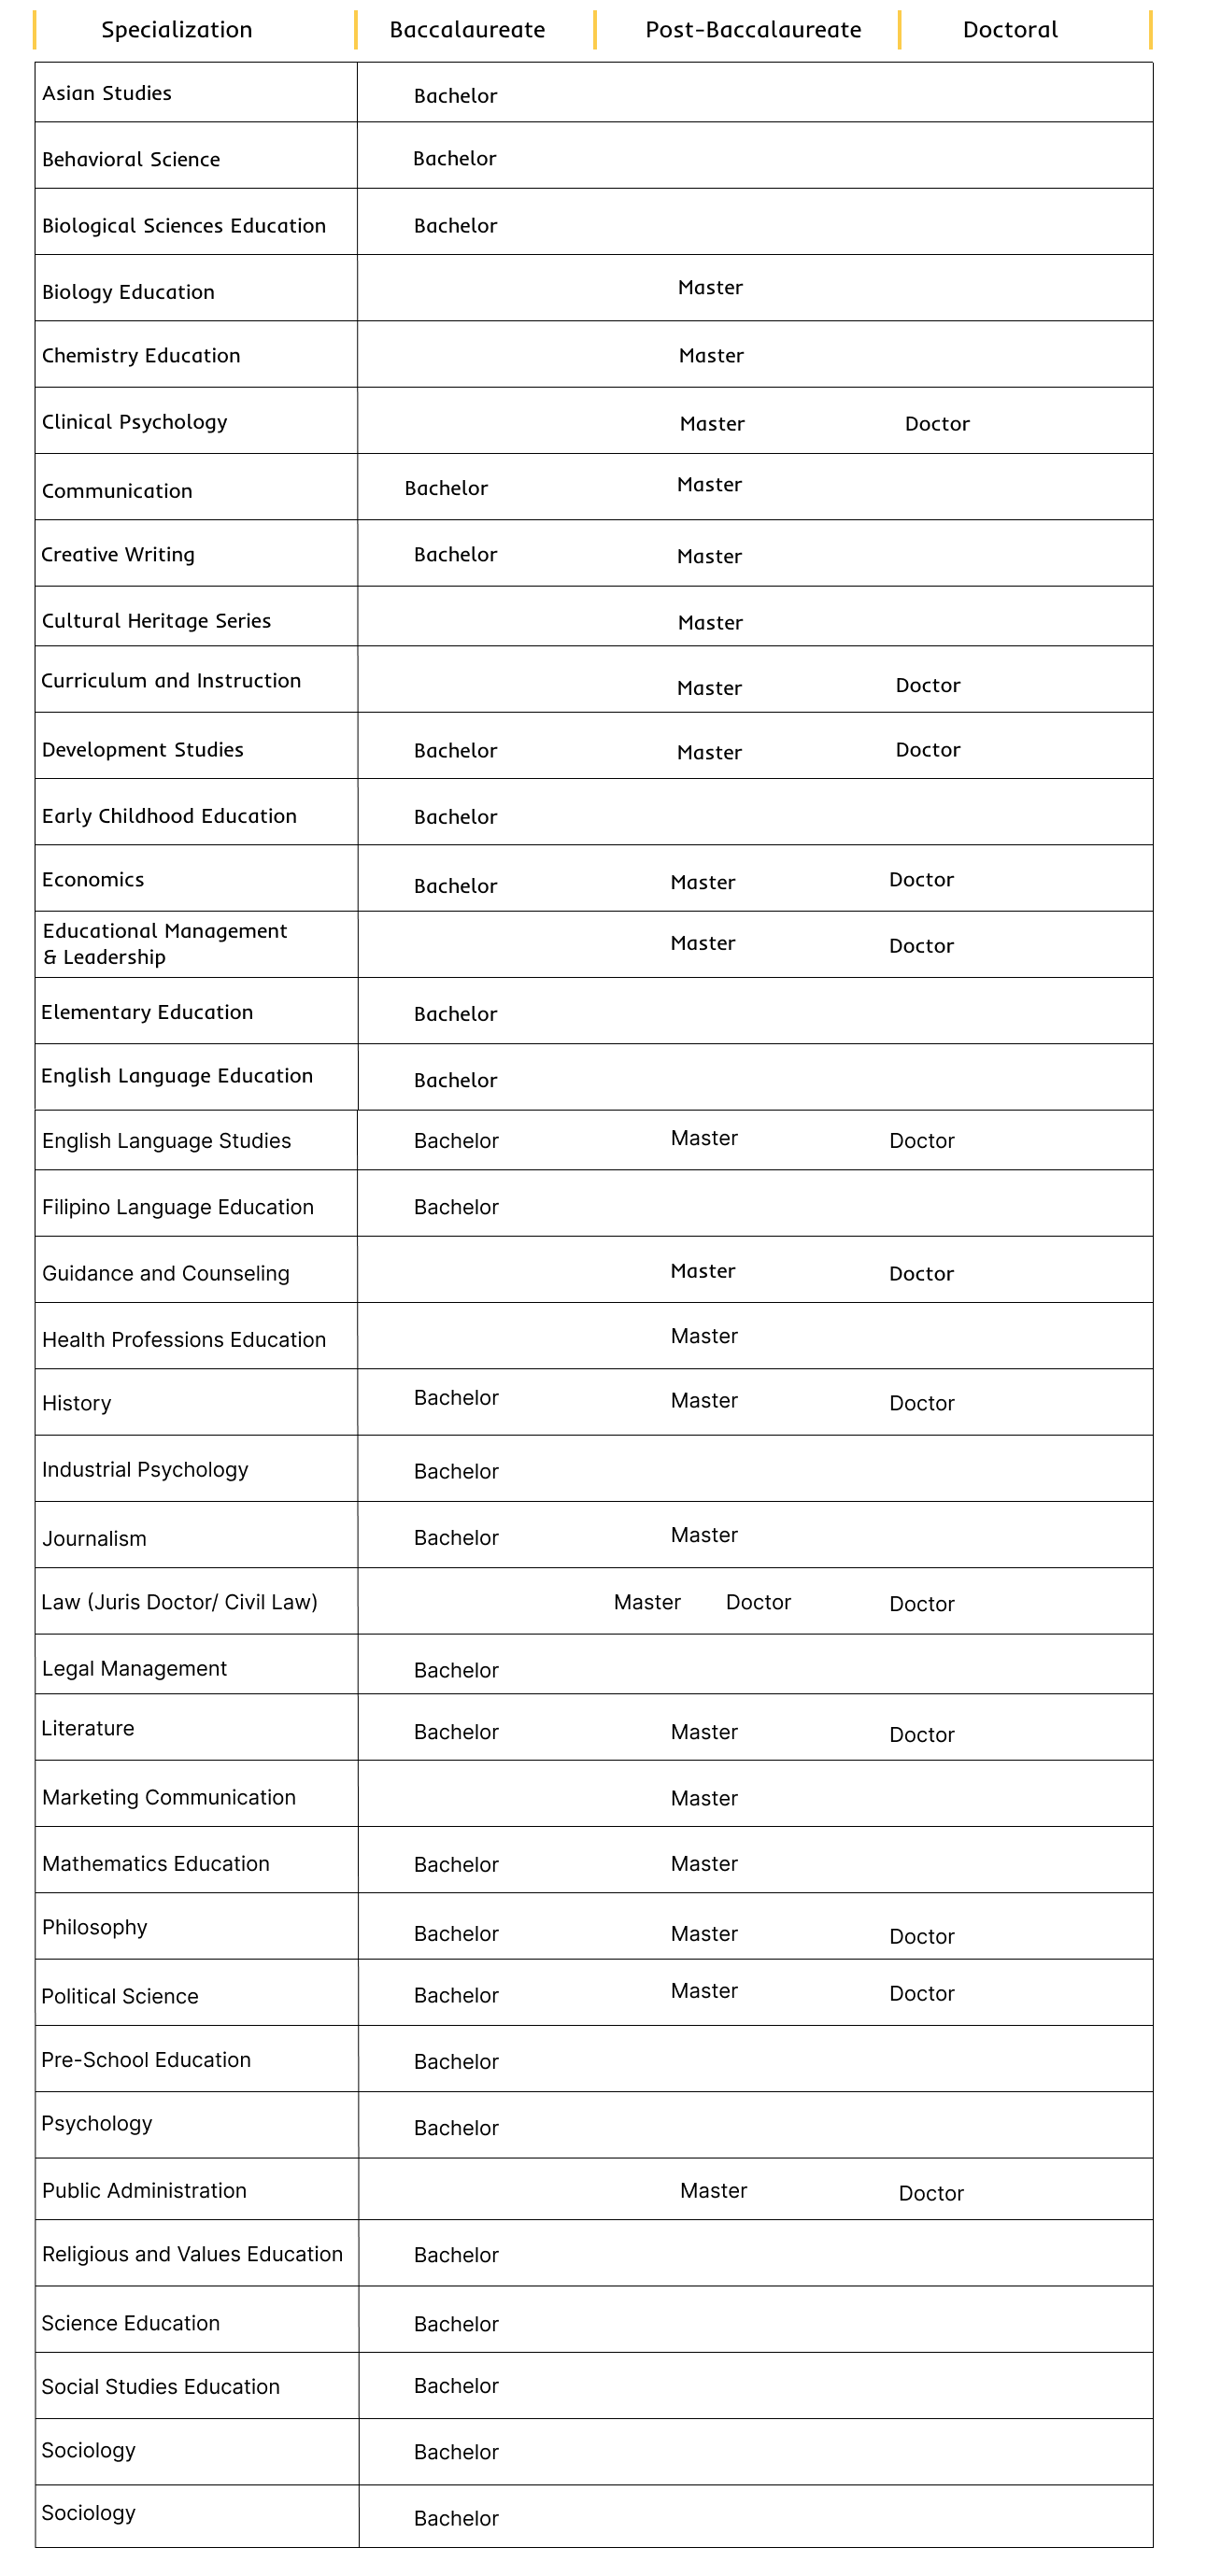 Specialization Baccalaureate Post-Baccalaureate Doctoral
Asian Studies Bachelor
Behavioral Science Bachelor
Biological Sciences Education Bachelor
Biology Education Master
Chemistry Education Master
Clinical Psychology Master Doctor
Communication Bachelor Master
Creative Writing Bachelor Master
Cultural Heritage Series Master
Curriculum and Instruction Master Doctor
Development Studies Bachelor Master Doctor
Early Childhood Education Bachelor
Economics Bachelor Master Doctor
Educational Management
& Leadership Master Doctor
Elementary Education Bachelor
English Language Education Bachelor
English Language Studies Bachelor Master Doctor
Filipino Language Education Bachelor
Guidance and Counseling Master Doctor
Health Professions Education Master
History Bachelor Master Doctor
Industrial Psychology Bachelor
Journalism Bachelor Master
Law (Juris Doctor/ Civil Law) Master Doctor Doctor
Legal Management Bachelor
Literature Bachelor Master Doctor
Marketing Communication Master
Mathematics Education Bachelor Master
Philosophy Bachelor Master Doctor
Political Science Bachelor Master Doctor
Pre-School Education Bachelor
Psychology Bachelor
Public Administration Master Doctor
Religious and Values Education Bachelor
Science Education Bachelor
Social Studies Education Bachelor
Sociology Bachelor
Sociology Bachelor